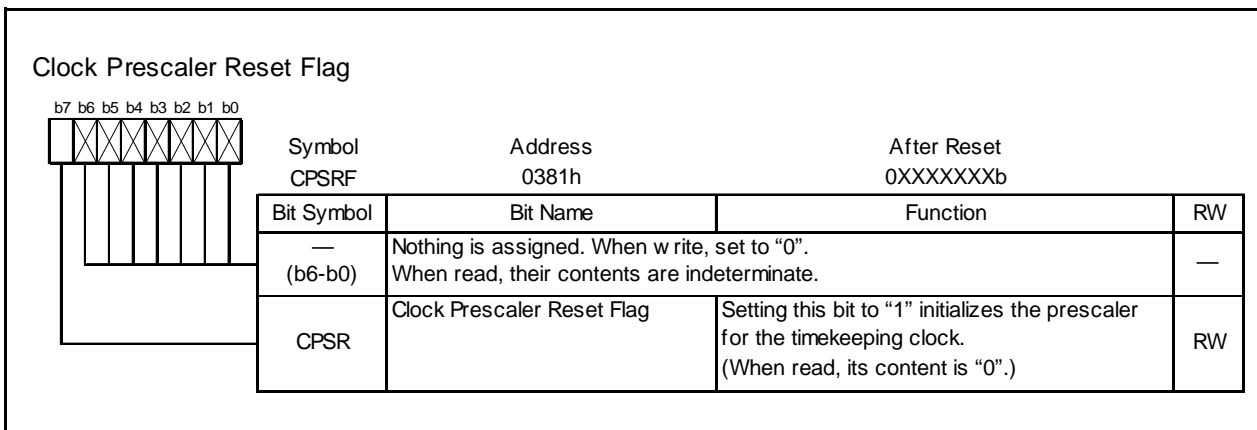 Clock Prescaler Reset Flag
b7 b6 b5 b4 b3 b2 b1 b0
Symbol Address After Reset
CPSRF 0381h 0XXXXXXXb
Bit Symbol Bit Name Function RW
— (b6-b0) Nothing is assigned. When write, set to “0”.
When read, their contents are indeterminate. —
CPSR Clock Prescaler Reset Flag Setting this bit to “1” initializes the prescaler
for the timekeeping clock.
(When read, its content is “0”.) RW